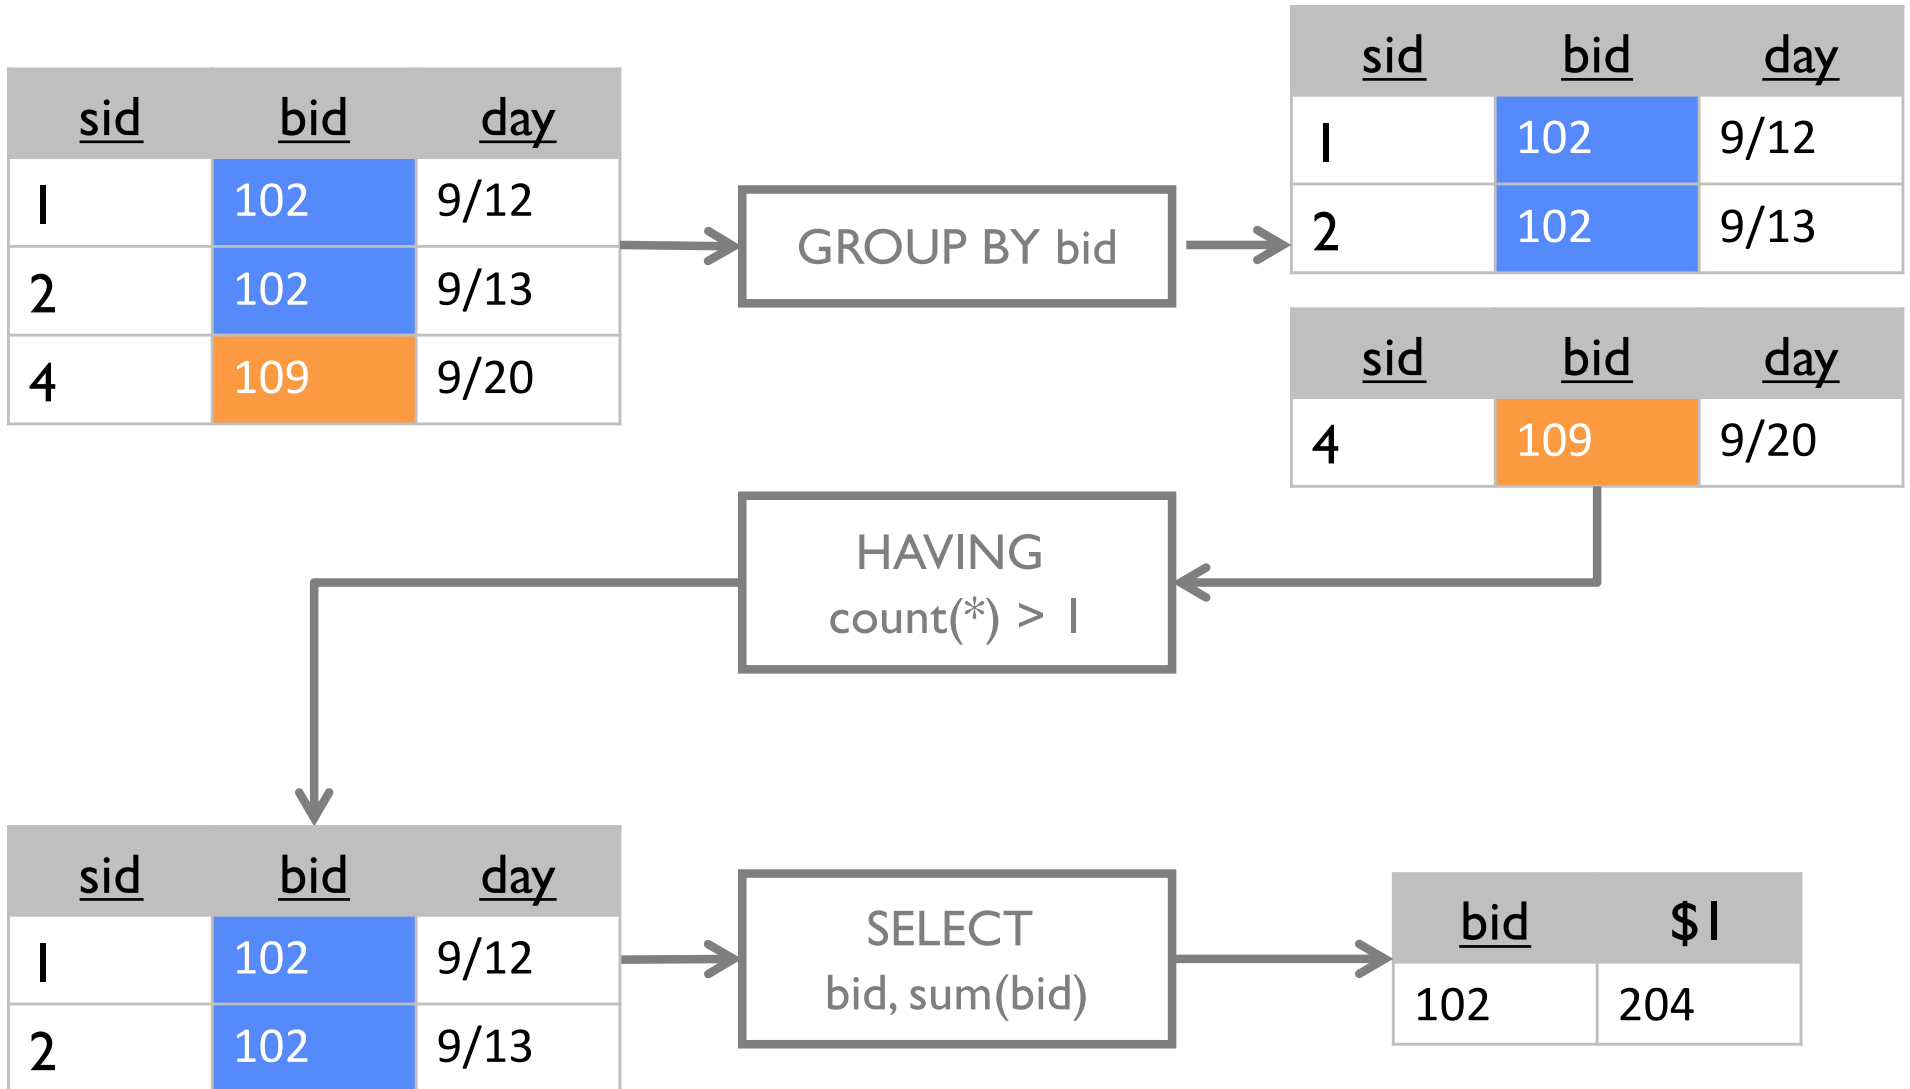 sid bid day
1 102 9/12
2 102 9/13
4 109 9/20
GROUP BY bid
sid bid day
1 102 9/12
2 102 9/13
sid bid day
4 109 9/20
HAVING
count(*) > 1
sid bid day
1 102 9/12
2 102 9/13
SELECT
bid, sum(bid)
bid $1
102 204